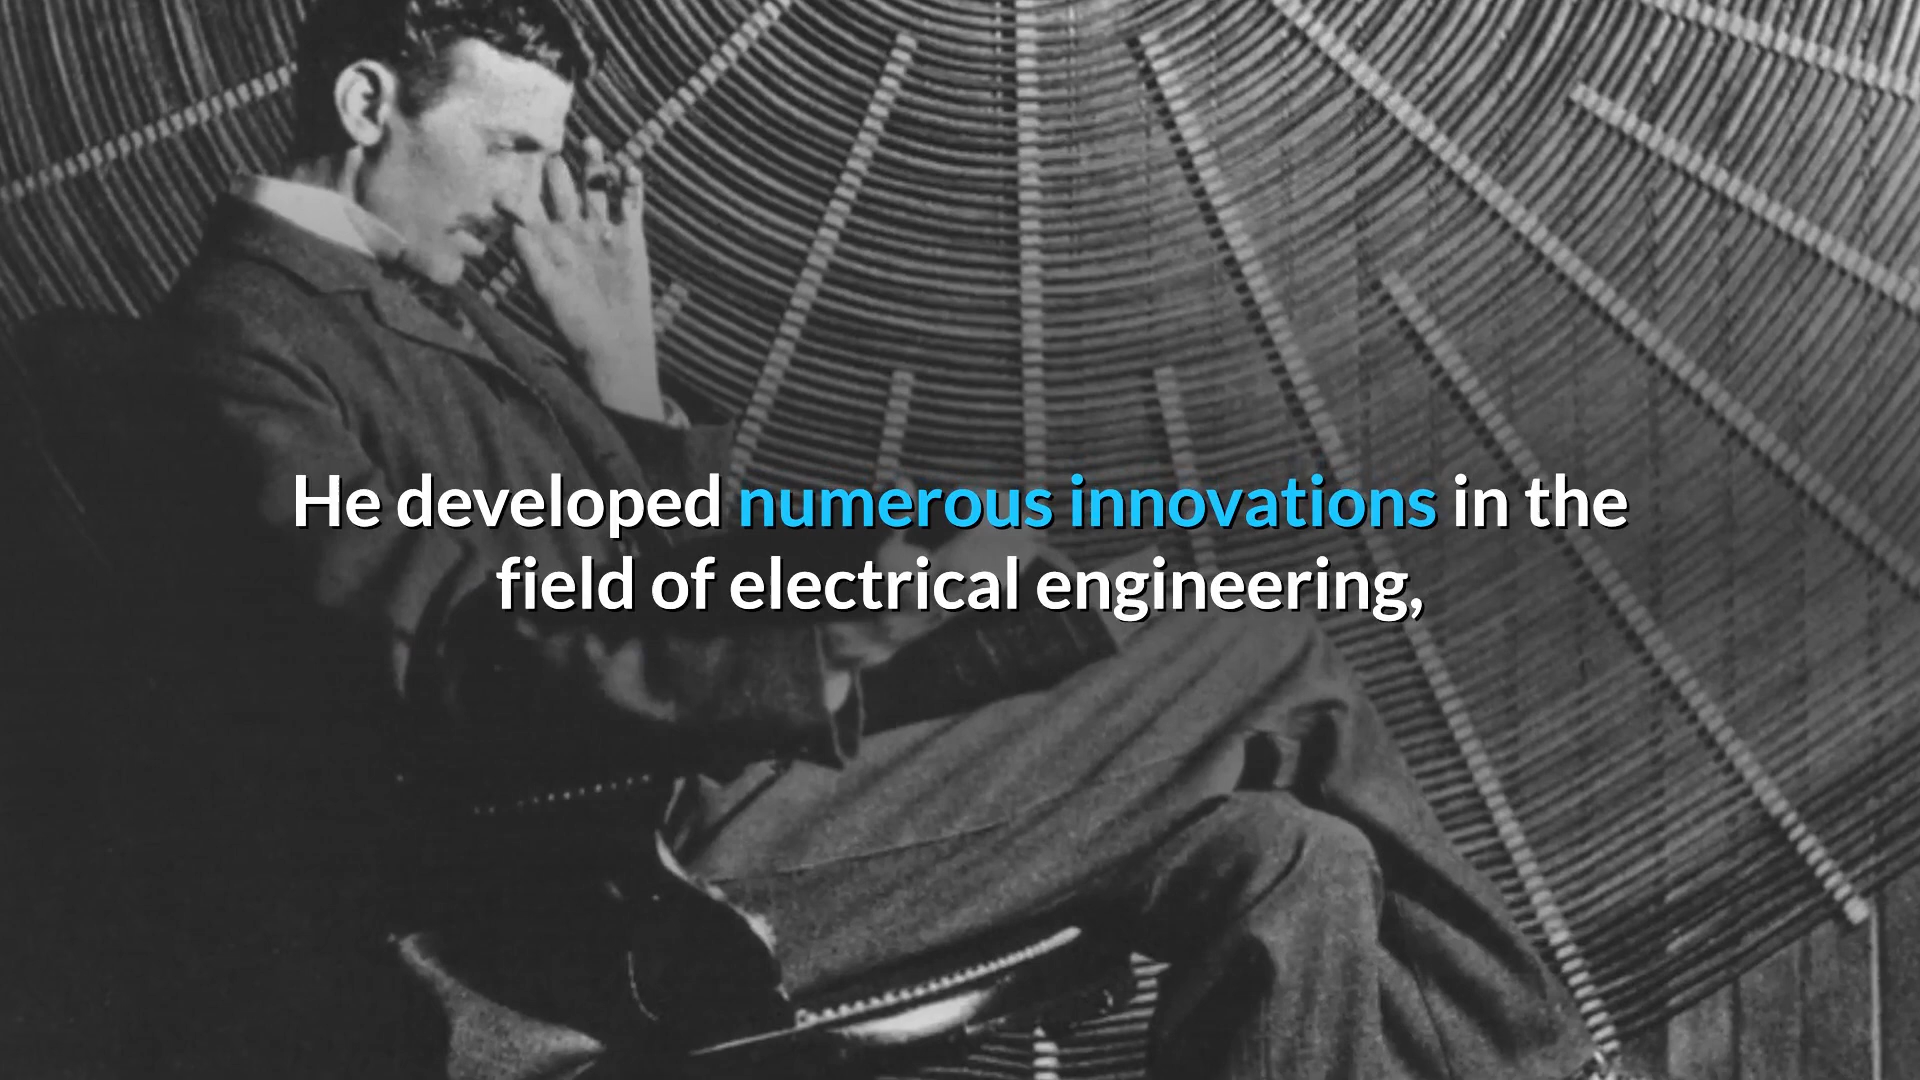 He developed numerous innovations in the
field of electrical engineering,